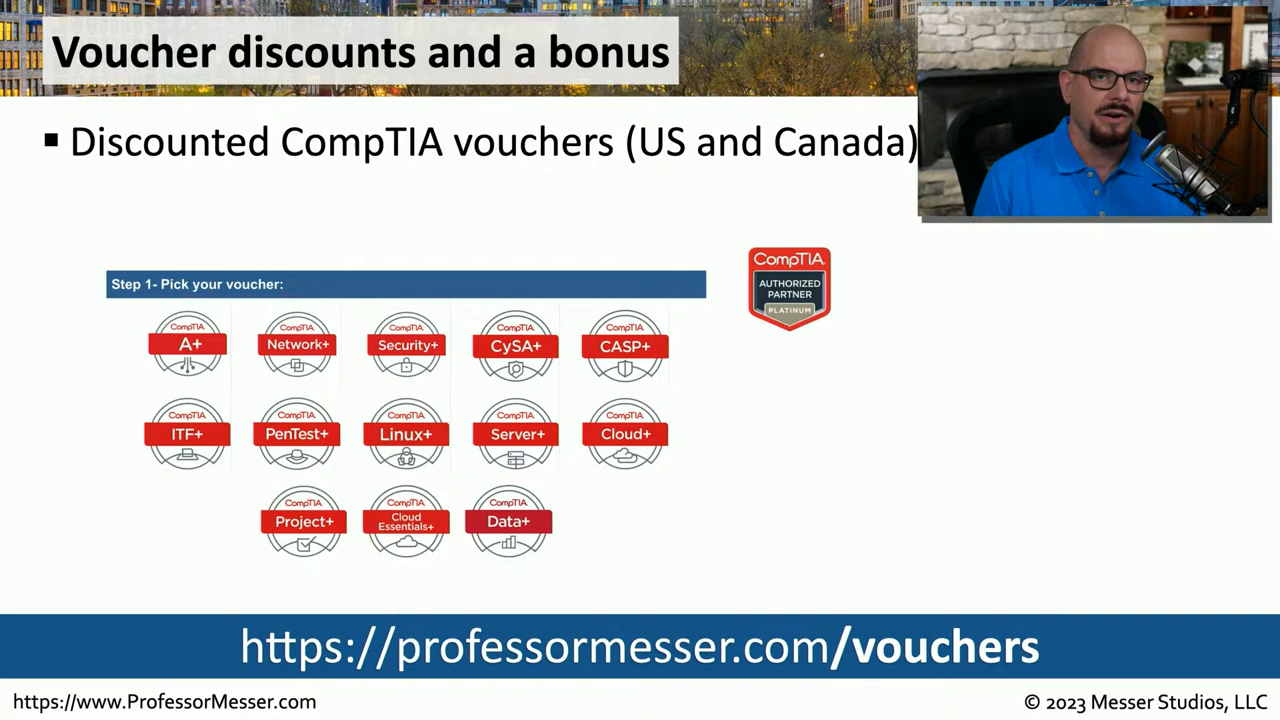 Voucher discounts and a bonus
▪ Discounted CompTIA vouchers (US and Canada)
Step 1- Pick your voucher:
CompTIA
AUTHORIZED
PARTNER
PLATINUM
CompTIA A+
CompTIA Network+
CompTIA Security+
CompTIA CySA+
CompTIA CASP+
CompTIA ITF+
CompTIA PenTest+
CompTIA Linux+
CompTIA Server+
CompTIA Cloud+
CompTIA Project+
CompTIA Cloud Essentials+
CompTIA Data+
https://professormesser.com/vouchers
https://www.ProfessorMesser.com
© 2023 Messer Studios, LLC